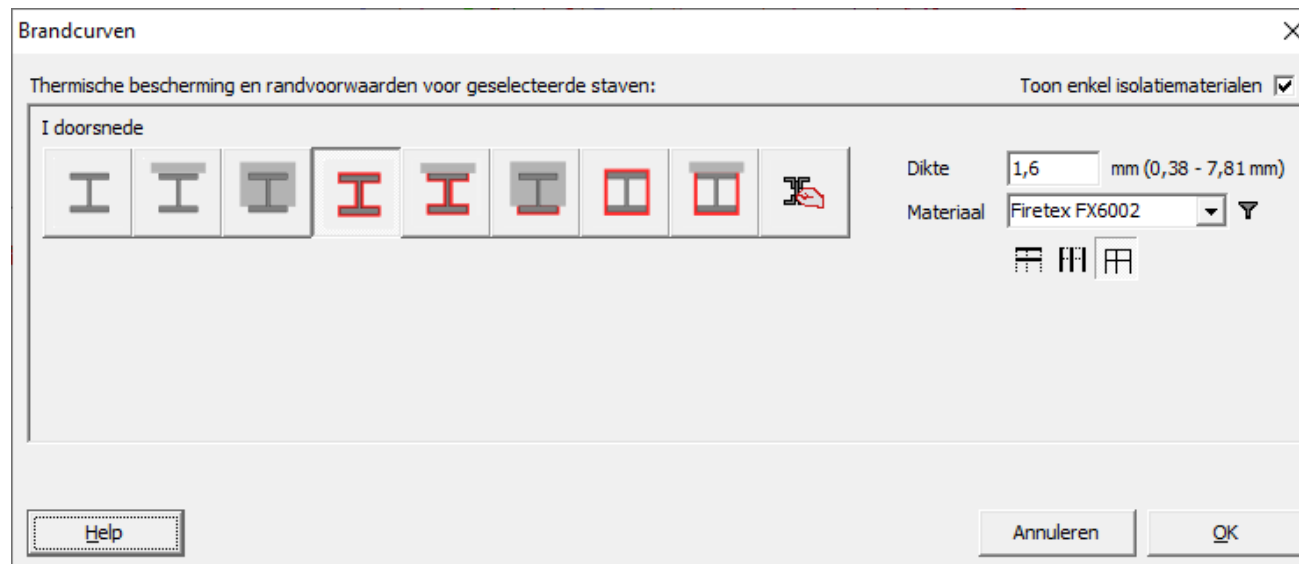 Brandcurven
Thermische bescherming en randvoorwaarden voor geselecteerde staven:
Toon enkel isolatiematerialen
I doorsnede
Dikte
1,6
mm (0,38 - 7,81 mm)
Materiaal
Firetex FX6002
Help
Annuleren
OK